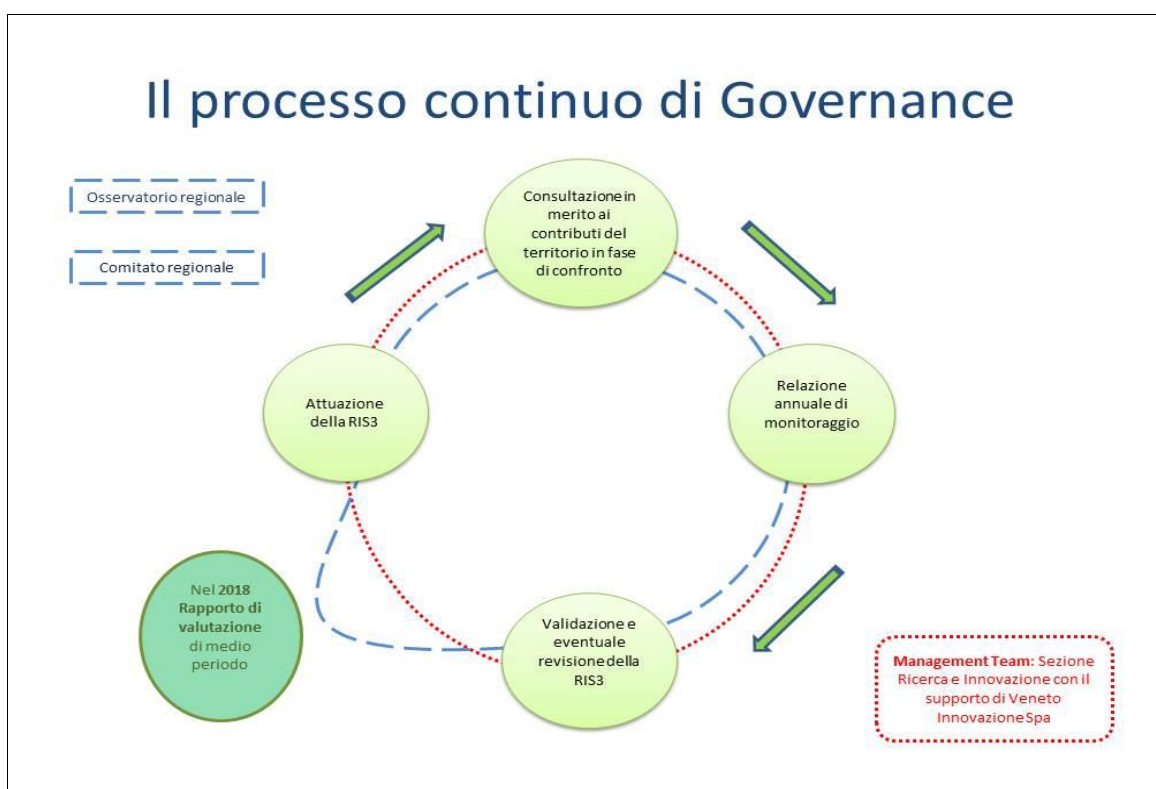 Il processo continuo di Governance
Osservatorio regionale
Comitato regionale
Consultazione in
merito ai
contributi del
territorio in fase
di confronto
Attuazione
della RIS3
Relazione
annuale di
monitoraggio
Nel 2018
Rapporto di
valutazione
di medio
periodo
Validazione e
eventuale
revisione della
RIS3
Management Team: Sezione
Ricerca e Innovazione con il
supporto di Veneto
Innovazione Spa